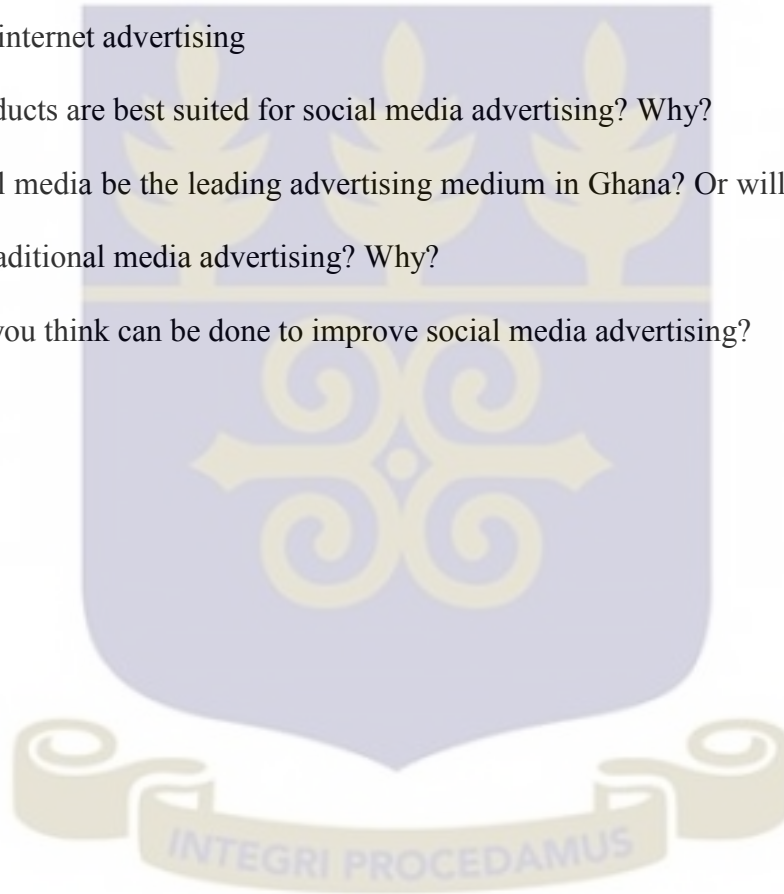 internet advertising
ducts are best suited for social media advertising? Why?
l media be the leading advertising medium in Ghana? Or will
aditional media advertising? Why?
you think can be done to improve social media advertising?
INTEGRI PROCEDAMUS